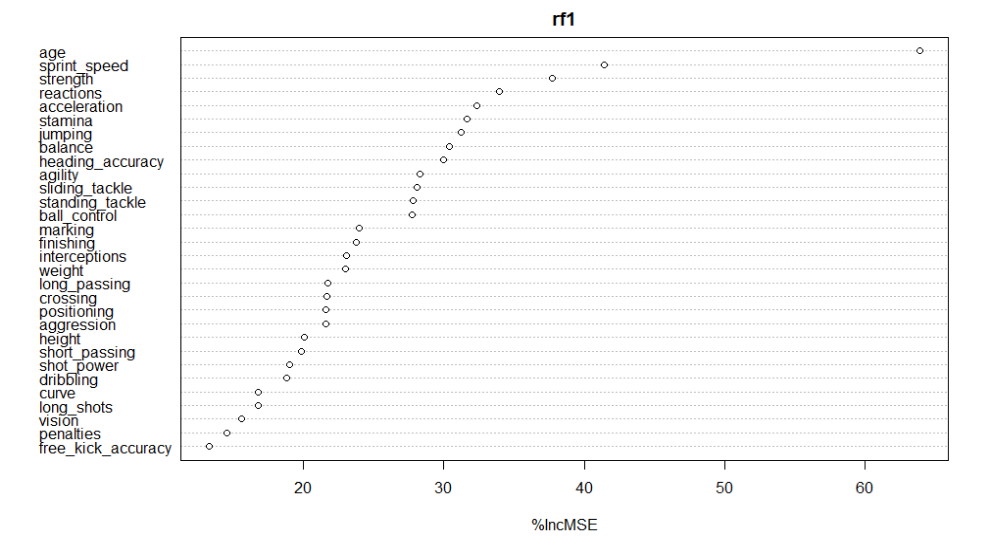 rf1
age
sprint_speed
strength
reactions
acceleration
stamina
jumping
balance
heading_accuracy
agility
sliding_tackle
standing_tackle
ball_control
marking
finishing
interceptions
weight
long_passing
crossing
positioning
aggression
height
short_passing
shot_power
dribbling
curve
long_shots
vision
penalties
free_kick_accuracy
20 30 40 50 60
%IncMSE